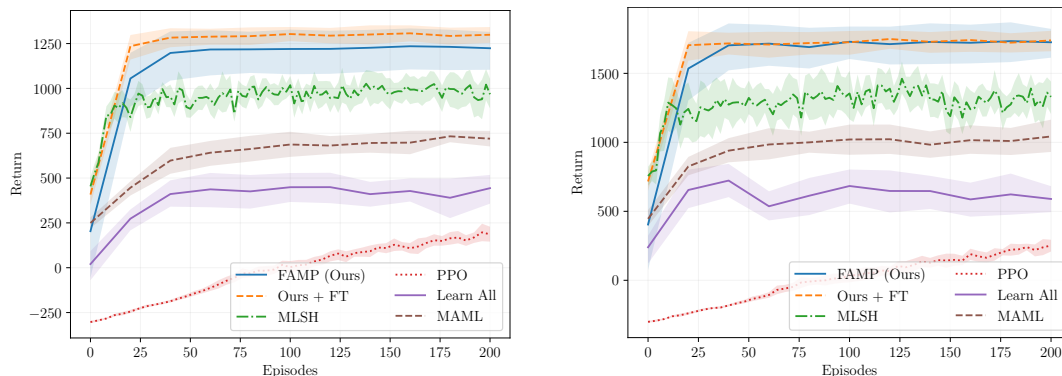 1250
1000
750
500
250
0
−250
Return
0 25 50 75 100 125 150 175 200
Episodes
FAMP (Ours)
Ours + FT
MLSH
PPO
Learn All
MAML
1500
1000
500
0
Return
0 25 50 75 100 125 150 175 200
Episodes
FAMP (Ours)
Ours + FT
MLSH
PPO
Learn All
MAML